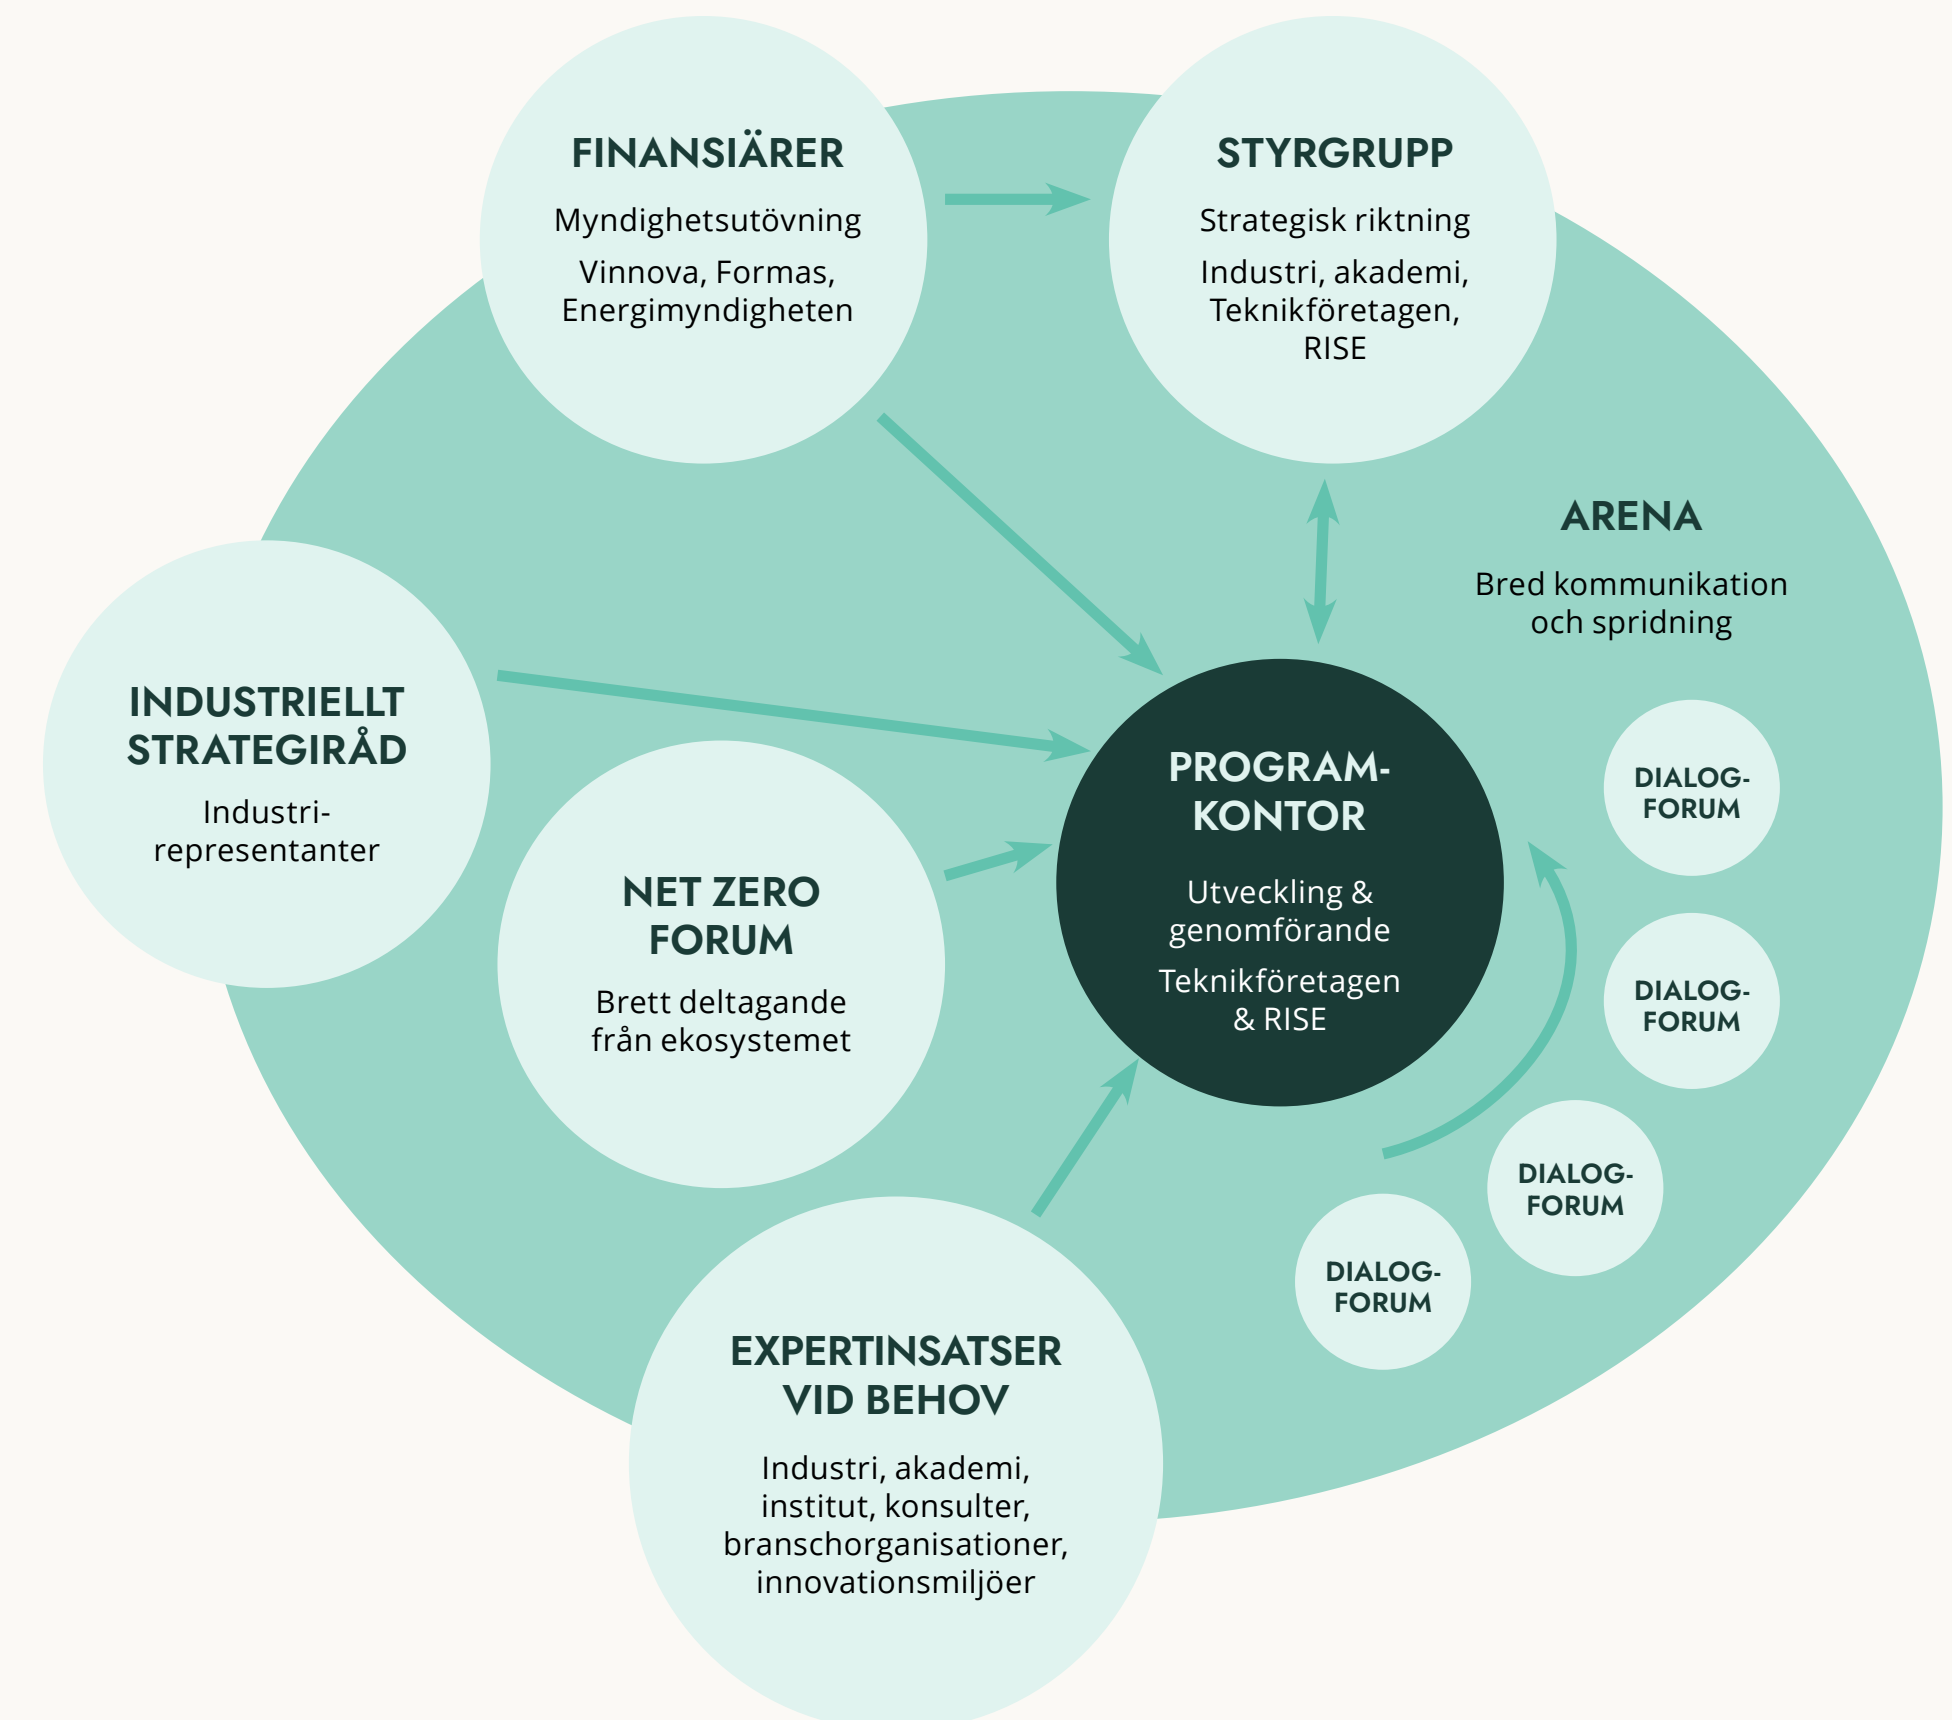 FINANSIÄRER
Myndighetsutövning
Vinnova, Formas,
Energimyndigheten
STYRGRUPP
Strategisk riktning
Industri, akademi,
Teknikföretagen,
RISE
ARENA
Bred kommunikation
och spridning
INDUSTRIELLT
STRATEGIRÅD
Industri-
representanter
NET ZERO
FORUM
Brett deltagande
från ekosystemet
PROGRAM-
KONTOR
Utveckling &
genomförande
Teknikföretagen
& RISE
DIALOG-
FORUM
DIALOG-
FORUM
DIALOG-
FORUM
DIALOG-
FORUM
EXPERTINSATSER
VID BEHOV
Industri, akademi,
institut, konsulter,
branschorganisationer,
innovationsmiljöer